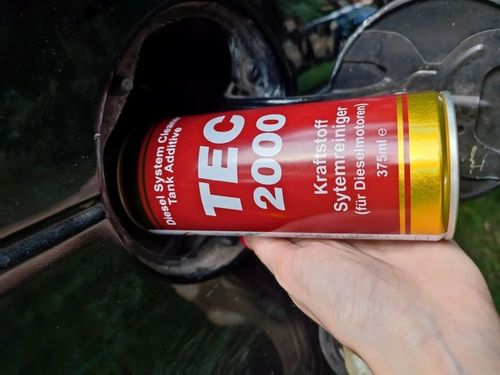 Diesel System Cleaner
Tank Additive
TEC
2000
Kraftstoff
Sytemreiniger
(für Dieselmotoren)
375ml e